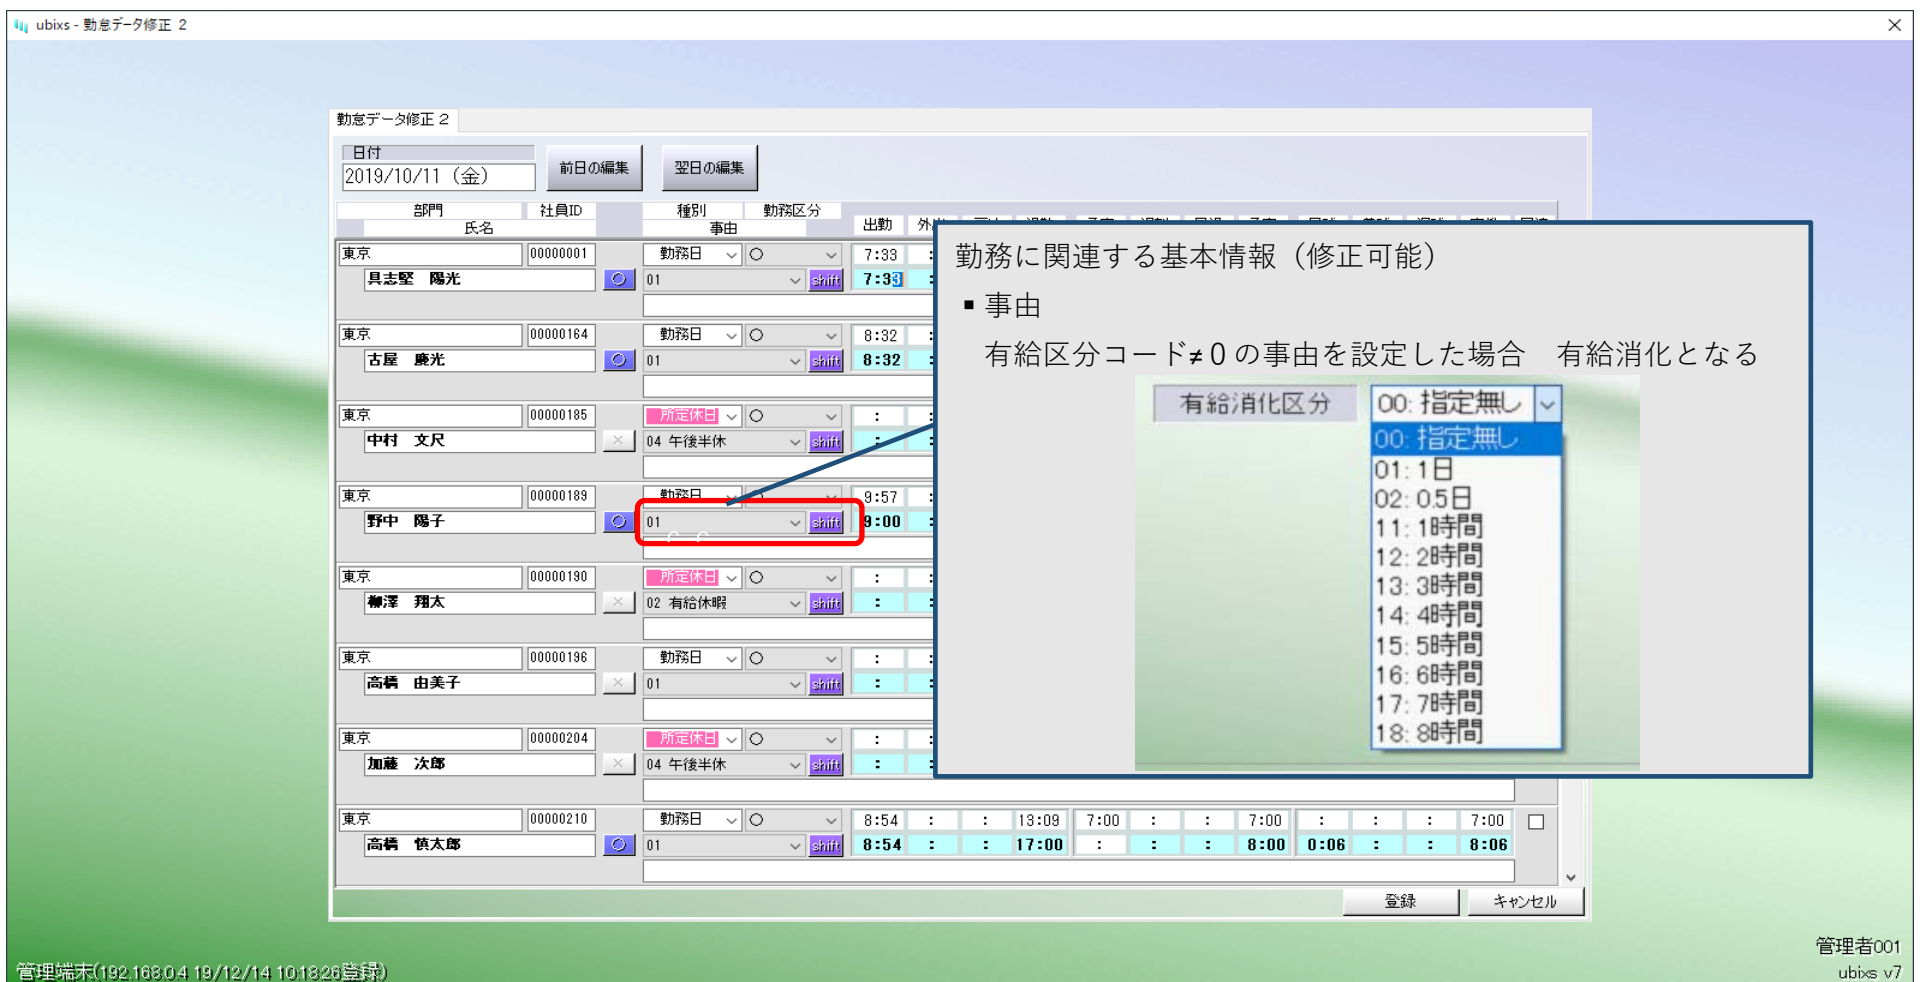 ubixs - 勤怠データ修正 2
勤怠データ修正 2
日付
2019/10/11 (金)
前日の編集
翌日の編集
部門 社員ID 種別 勤務区分
氏名 事由 出勤
東京 00000001 勤務日 ○ 7:33 :
具志堅 陽光 01 shift 7:33 :
東京 00000164 勤務日 ○ 8:32 :
古屋 慶光 01 shift 8:32 :
東京 00000185 所定休日 ○ : :
中村 文尺 × 04 午後半休 shift : :
東京 00000189 勤務日 9:57 :
野中 陽子 01 shift 9:00 :
東京 00000190 所定休日 ○ : :
柳澤 翔太 × 02 有給休暇 shift : :
東京 00000196 勤務日 ○ : :
高橋 由美子 × 01 shift : :
東京 00000204 所定休日 ○ : :
加藤 次郎 × 04 午後半休 shift : :
東京 00000210 勤務日 ○ 8:54 : : 13:09 7:00 : : 7:00 : : : 7:00
高橋 慎太郎 01 shift 8:54 : : 17:00 : : : 8:00 0:06 : : 8:06
登録 キャンセル
勤務に関連する基本情報（修正可能）
▪事由
有給区分コード≠０の事由を設定した場合 有給消化となる
有給消化区分 00: 指定無し
00: 指定無し
01: 1日
02: 0.5日
11: 1時間
12: 2時間
13: 3時間
14: 4時間
15: 5時間
16: 6時間
17: 7時間
18: 8時間
管理者001
管理端末(192.168.0.4 19/12/14 10:18:26登録)
ubixs v7